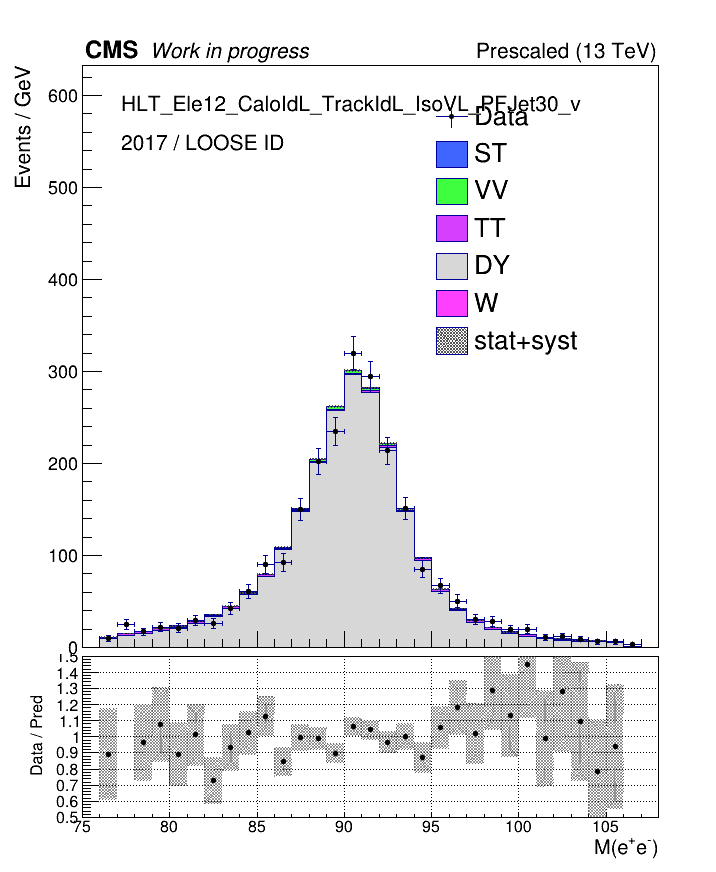 CMS Work in progress Prescaled (13 TeV)
Events / GeV
HLT_Ele12_CaloIdL_TrackIdL_IsoVL_PFJet30_v
2017 / LOOSE ID
Data
ST
VV
TT
DY
W
stat+syst
600
500
400
300
200
100
0
Data / Pred
1.5
1.4
1.3
1.2
1.1
1
0.9
0.8
0.7
0.6
0.5
75 80 85 90 95 100 105
M(e⁺e⁻)